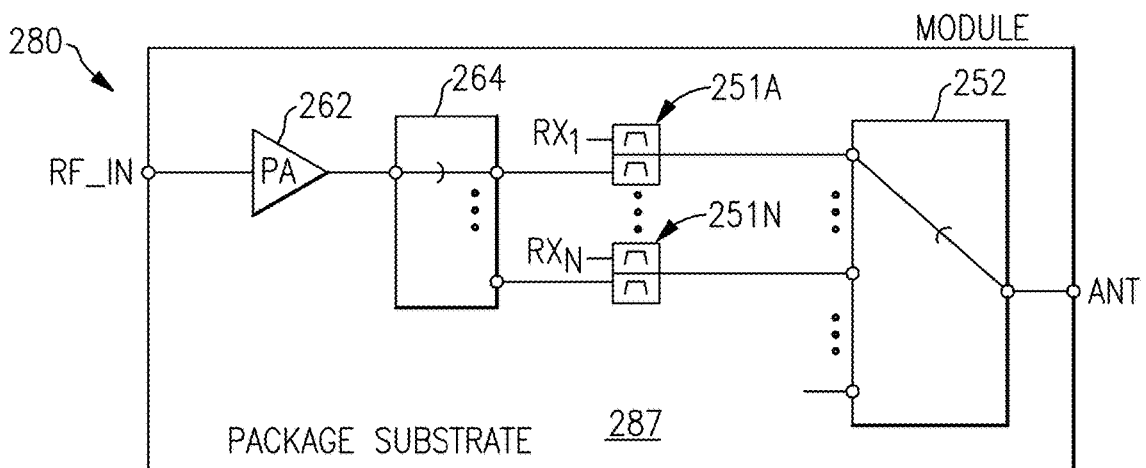 MODULE
280
264
251A
252
262
RX1
RF_IN
PA
251N
RXN
ANT
287
PACKAGE SUBSTRATE